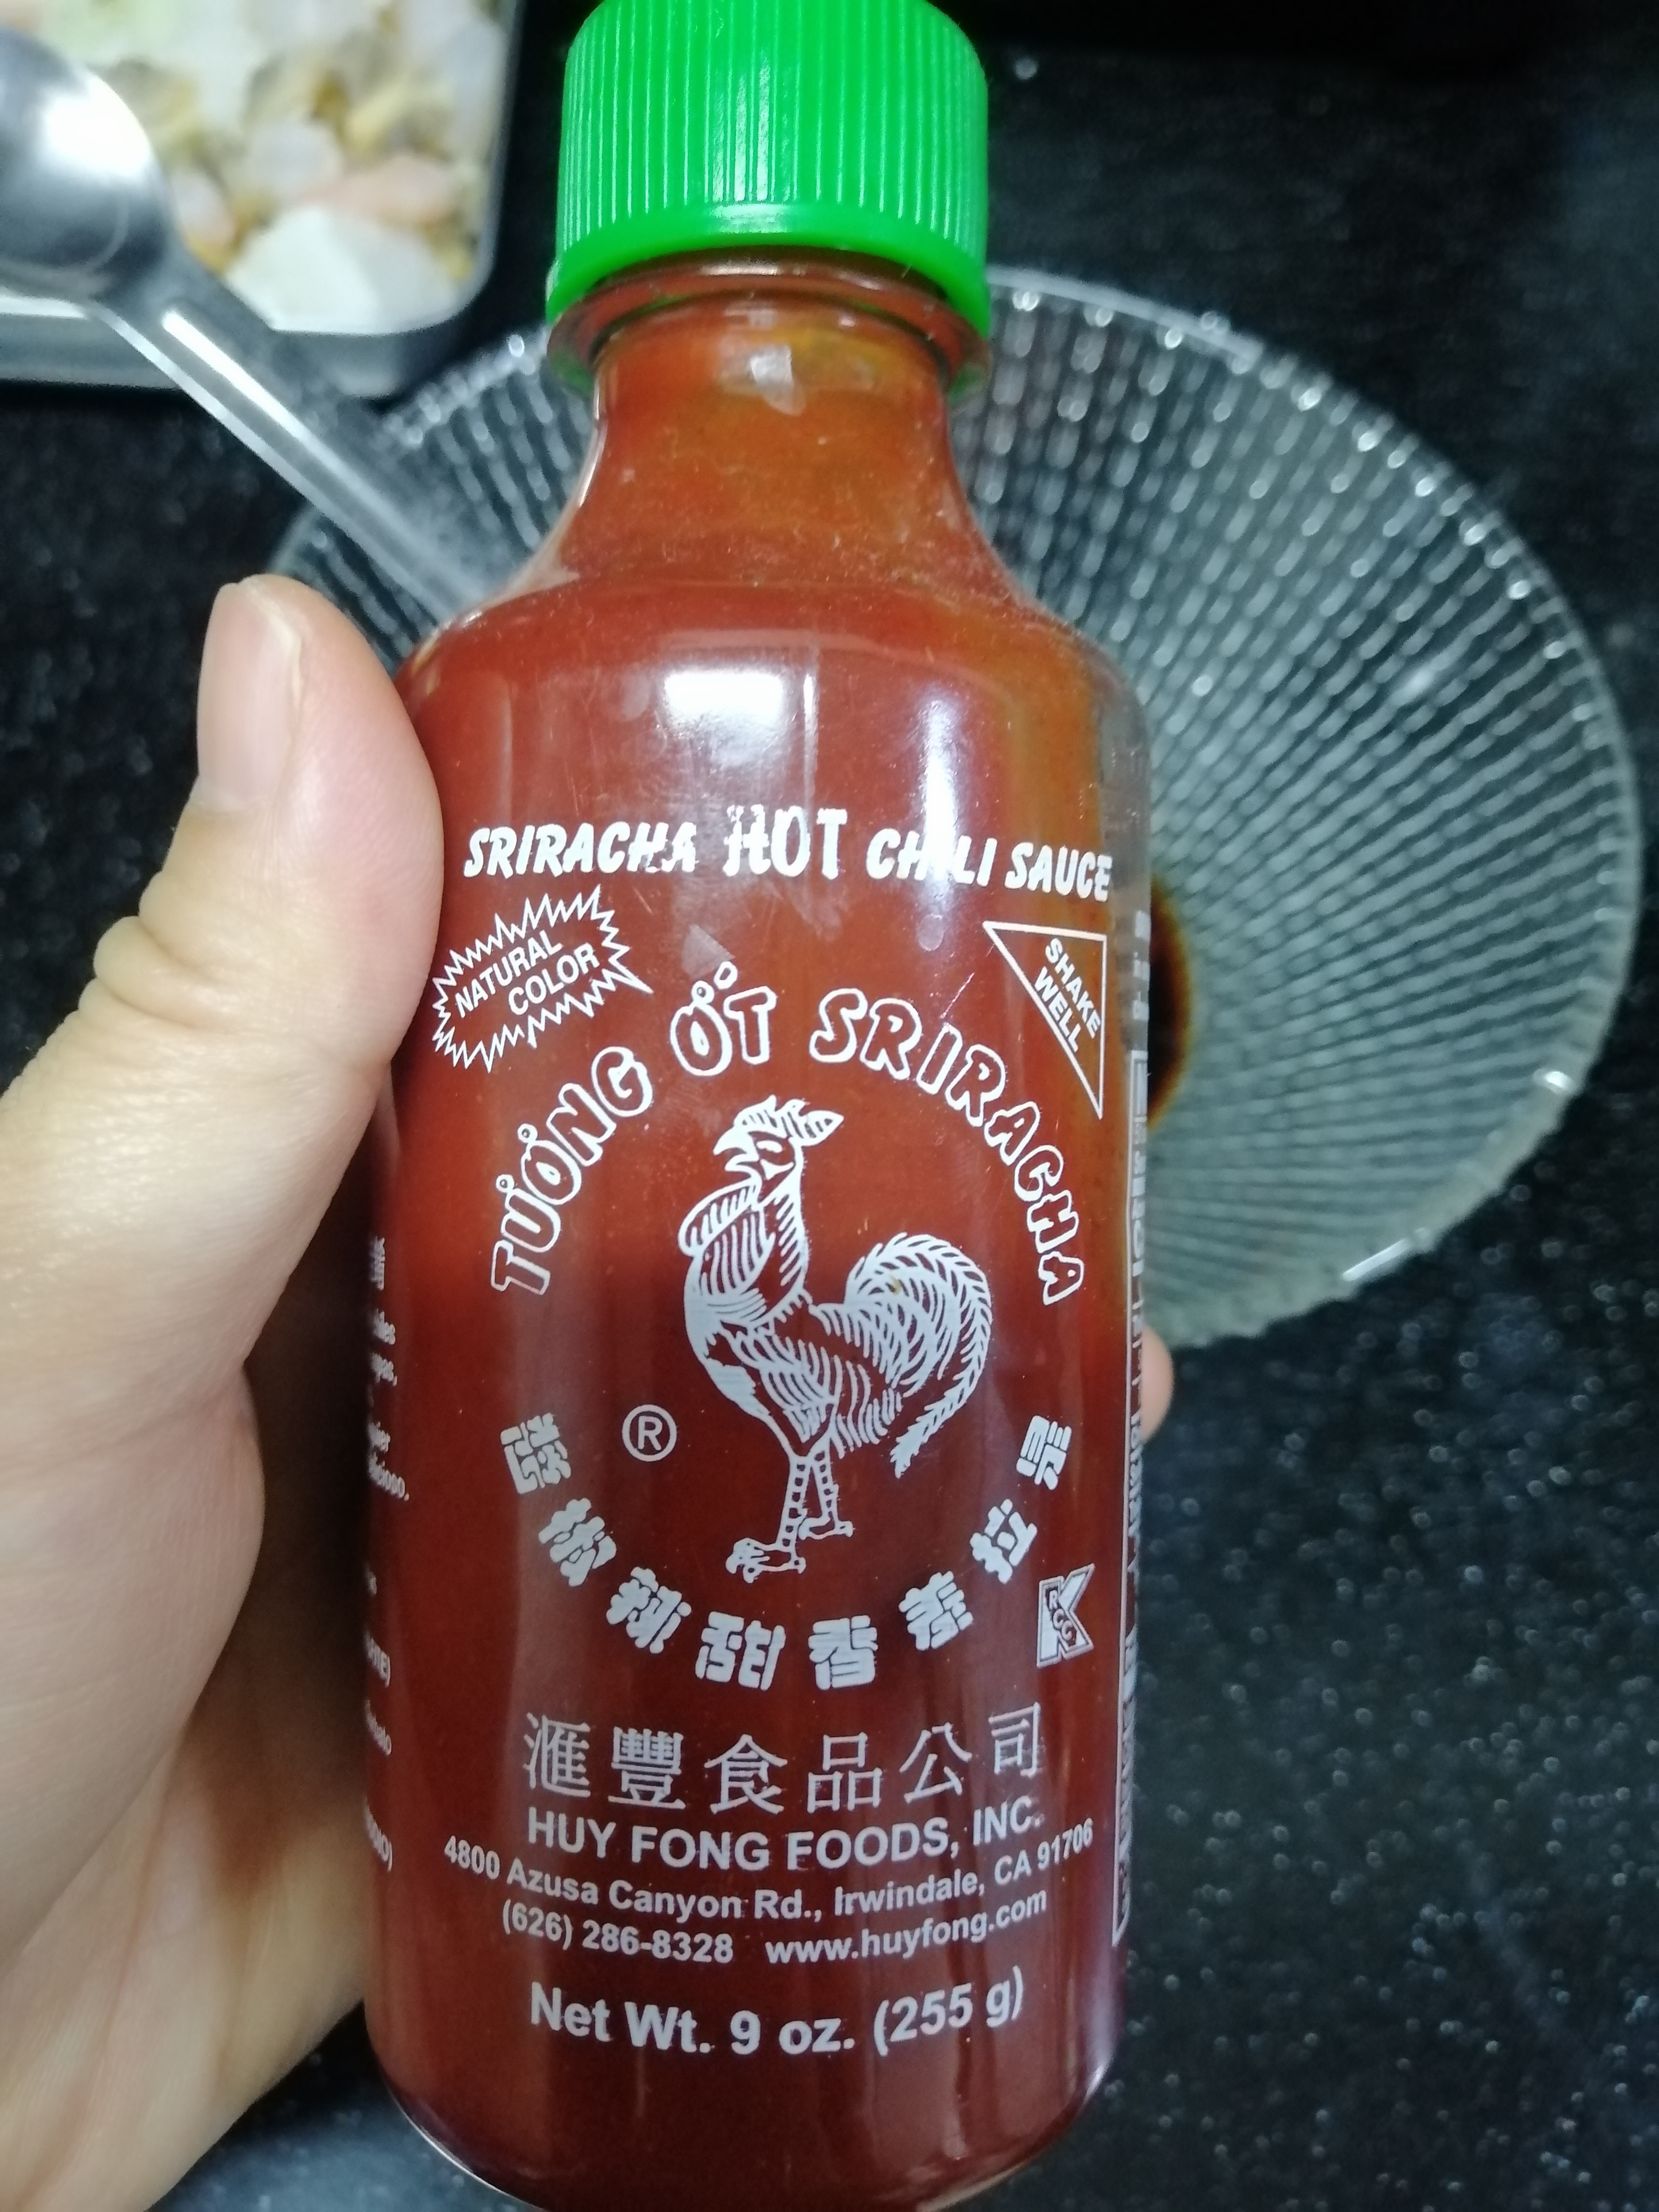 SRIRACHA HOT CHILI SAUCE
NATURAL
COLOR
SHAKE
WELL
TƯƠNG ỚT SRIRACHA
®
是拉差香甜辣椒醬
K
滙豐食品公司
HUY FONG FOODS, INC.
4800 Azusa Canyon Rd., Irwindale, CA 91706
(626) 286-8328 www.huyfong.com
Net Wt. 9 oz. (255 g)